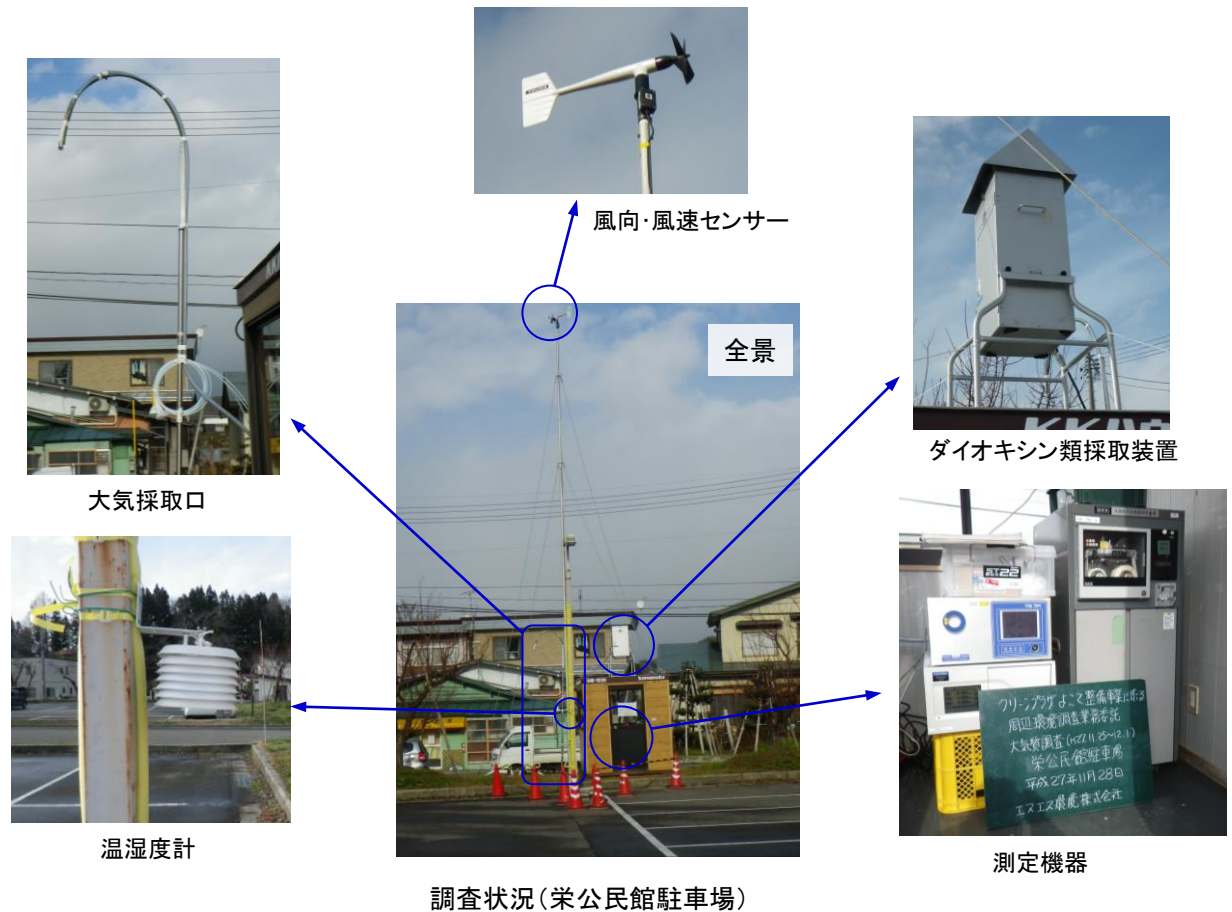 風向・風速センサー
全景
大気採取口
ダイオキシン類採取装置
温湿度計
ST22
クリーンプラザよこて整備事業に係る
周辺環境調査業務委託
大気質調査(H27.11.25~12.1)
栄公民館駐車場
平成27年11月28日
エヌエス環境株式会社
測定機器
調査状況(栄公民館駐車場)